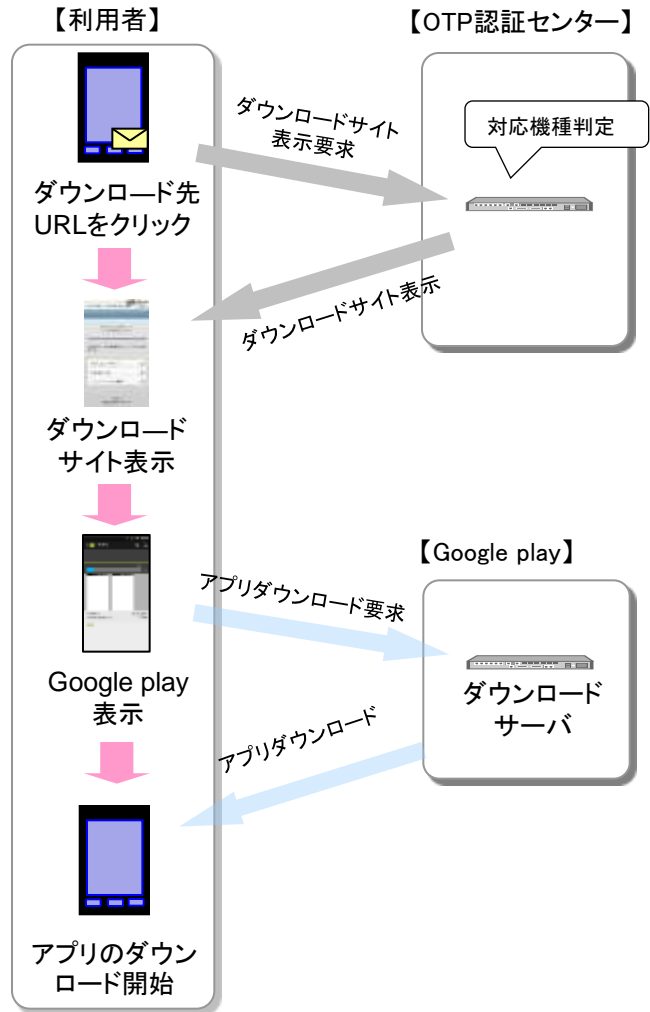 【利用者】
【OTP認証センター】
対応機種判定
ダウンロードサイト
表示要求
ダウンロ―ド先
URLをクリック
ダウンロードサイト表示
ダウンロ―ド
サイト表示
【Google play】
アプリダウンロード要求
ダウンロード
サーバ
Google play
表示
アプリダウンロード
アプリのダウン
ロード開始